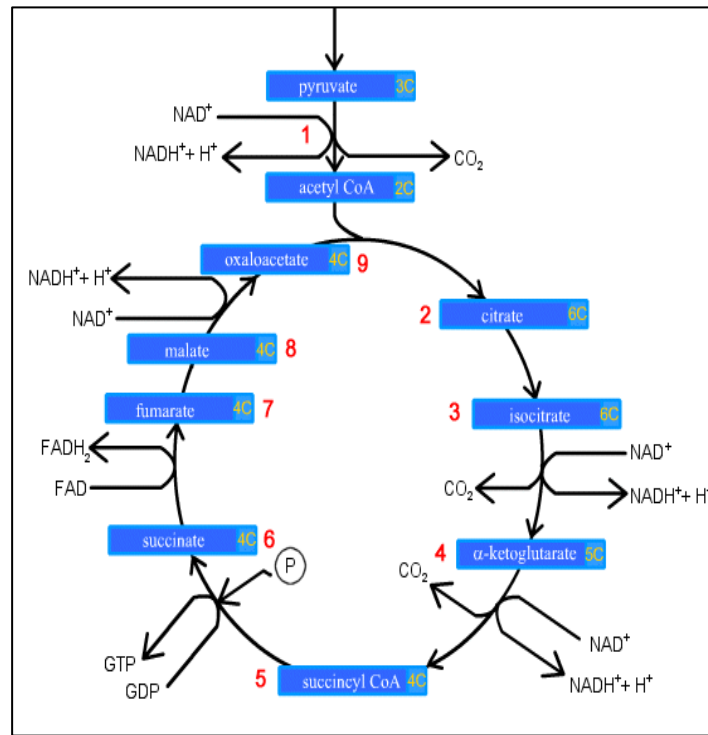 pyruvate 3C
NAD⁺
1
NADH⁺+ H⁺
CO₂
acetyl CoA 2C
oxaloacetate 4C
9
NADH⁺+ H⁺
NAD⁺
2
citrate 6C
malate 4C
8
fumarate 4C
7
3
isocitrate 6C
FADH₂
FAD
NAD⁺
CO₂
NADH⁺+ H⁺
succinate 4C
6
4
α-ketoglutarate 5C
P
CO₂
GTP
GDP
NAD⁺
NADH⁺+ H⁺
5
succincyl CoA 4C